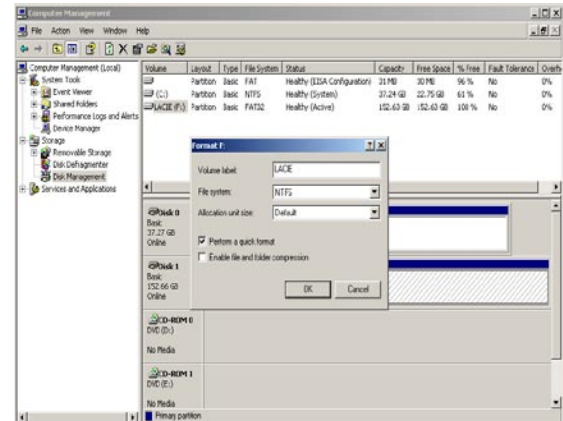 Computer Management
File Action View Window Help
Computer Management (Local)
System Tools
Event Viewer
Shared Folders
Performance Logs and Alerts
Device Manager
Storage
Removable Storage
Disk Defragmenter
Disk Management
Services and Applications
Volume Layout Type File System Status Capacity Free Space % Free Fault Tolerance Overh
Partition Basic FAT Healthy (EISA Configuration) 31 MB 30 MB 96 % No 0%
(C:) Partition Basic NTFS Healthy (System) 37.24 GB 22.75 GB 61 % No 0%
LACIE (F:) Partition Basic FAT32 Healthy (Active) 152.63 GB 152.63 GB 100 % No 0%
Format F:
Volume label: LACIE
File system: NTFS
Allocation unit size: Default
Perform a quick format
Enable file and folder compression
OK Cancel
Disk 0
Basic
37.27 GB
Online
Disk 1
Basic
152.66 GB
Online
CD-ROM 0
DVD (D:)
No Media
CD-ROM 1
DVD (E:)
No Media
Primary partition